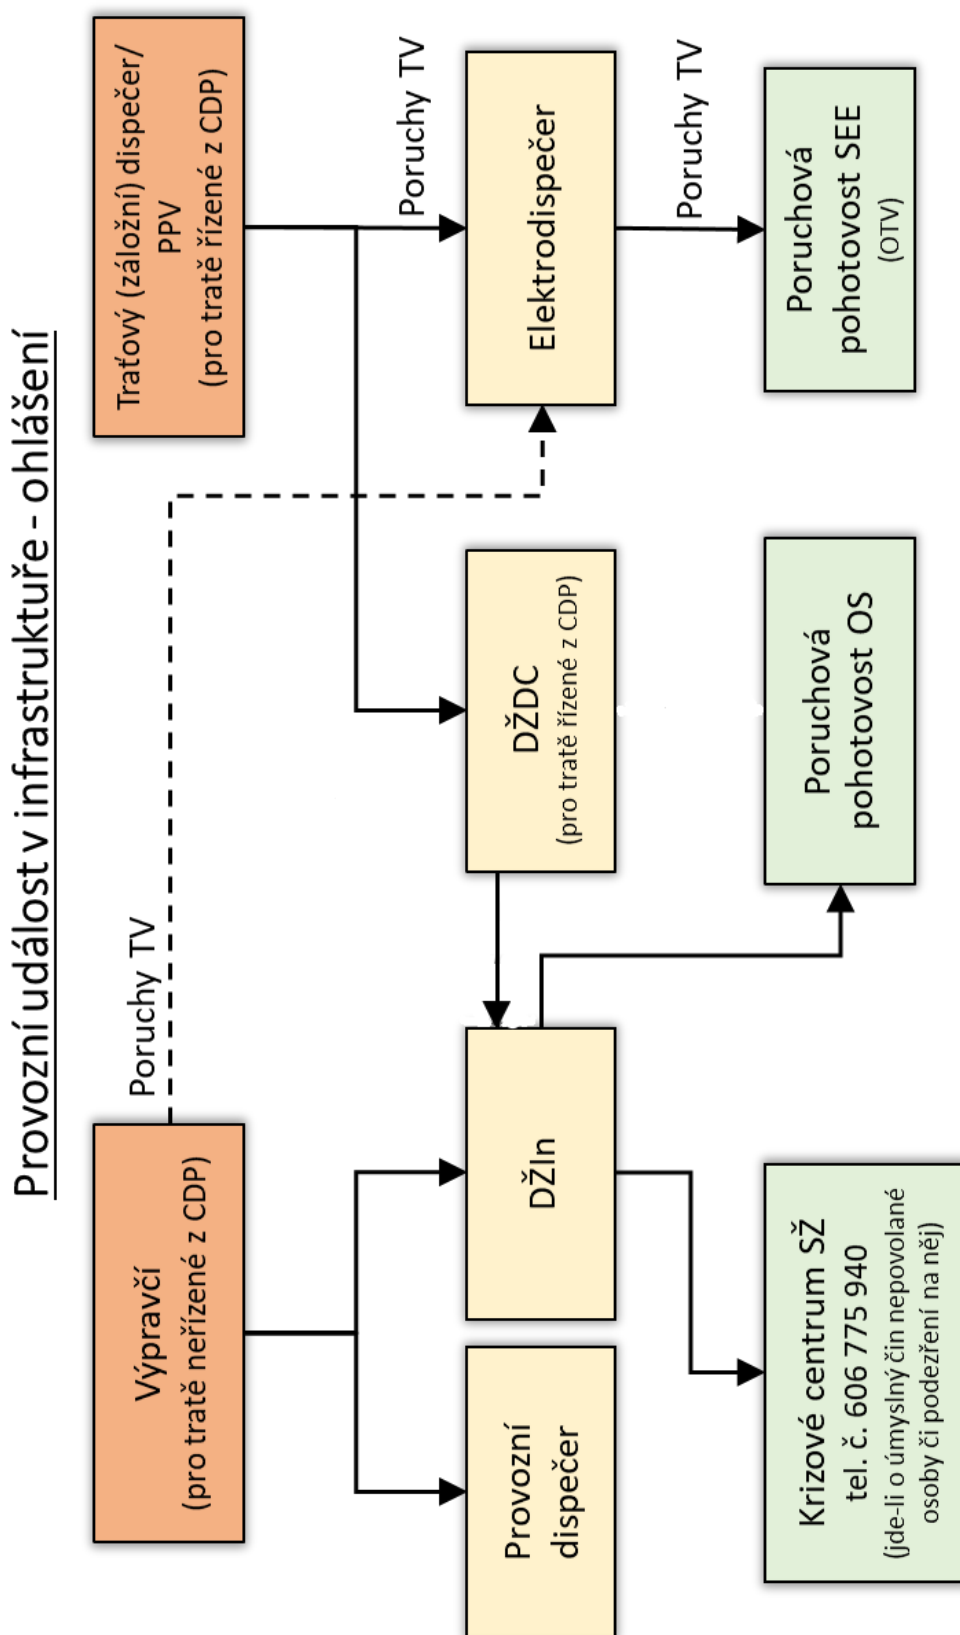 Provozní událost v infrastruktuře - ohlášení
Výpravčí
(pro tratě neřízené z CDP)
Poruchy TV
Traťový (záložní) dispečer/
PPV
(pro tratě řízené z CDP)
Poruchy TV
Provozní
dispečer
DŽIn
DŽDC
(pro tratě řízené z CDP)
Elektrodispečer
Poruchy TV
Krizové centrum SŽ
tel. č. 606 775 940
(jde-li o úmyslný čin nepovolané
osoby či podezření na něj)
Poruchová
pohotovost OS
Poruchová
pohotovost SEE
(OTV)